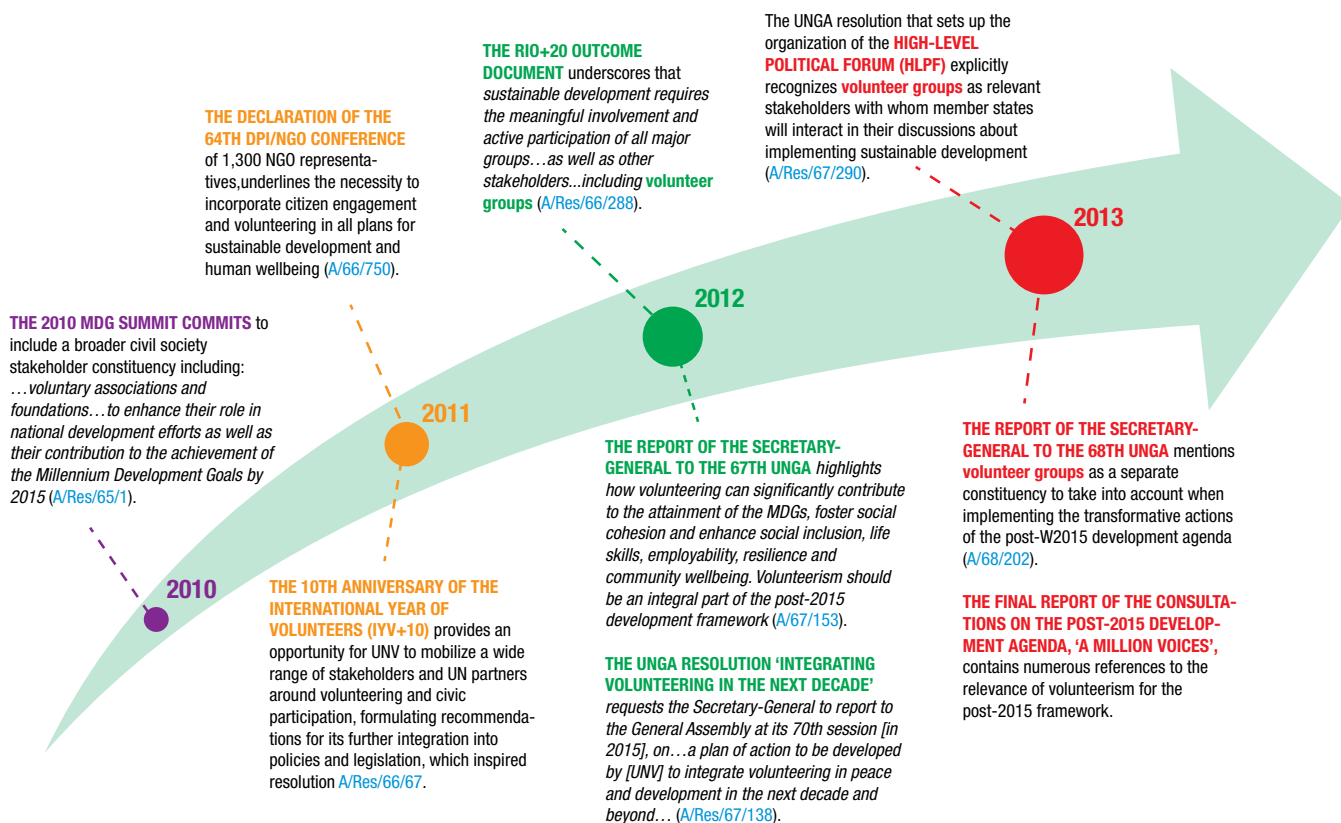 THE 2010 MDG SUMMIT COMMITS to
include a broader civil society
stakeholder constituency including:
…voluntary associations and
foundations…to enhance their role in
national development efforts as well as
their contribution to the achievement of
the Millennium Development Goals by
2015 (A/Res/65/1).
2010
THE DECLARATION OF THE
64TH DPI/NGO CONFERENCE
of 1,300 NGO representa-
tives,underlines the necessity to
incorporate citizen engagement
and volunteering in all plans for
sustainable development and
human wellbeing (A/66/750).
2011
THE 10TH ANNIVERSARY OF THE
INTERNATIONAL YEAR OF
VOLUNTEERS (IYV+10) provides an
opportunity for UNV to mobilize a wide
range of stakeholders and UN partners
around volunteering and civic
participation, formulating recommenda-
tions for its further integration into
policies and legislation, which inspired
resolution A/Res/66/67.
THE RIO+20 OUTCOME
DOCUMENT underscores that
sustainable development requires
the meaningful involvement and
active participation of all major
groups…as well as other
stakeholders...including volunteer
groups (A/Res/66/288).
2012
THE REPORT OF THE SECRETARY-
GENERAL TO THE 67TH UNGA highlights
how volunteering can significantly contribute
to the attainment of the MDGs, foster social
cohesion and enhance social inclusion, life
skills, employability, resilience and
community wellbeing. Volunteerism should
be an integral part of the post-2015
development framework (A/67/153).
THE UNGA RESOLUTION ‘INTEGRATING
VOLUNTEERING IN THE NEXT DECADE’
requests the Secretary-General to report to
the General Assembly at its 70th session [in
2015], on…a plan of action to be developed
by [UNV] to integrate volunteering in peace
and development in the next decade and
beyond… (A/Res/67/138).
The UNGA resolution that sets up the
organization of the HIGH-LEVEL
POLITICAL FORUM (HLPF) explicitly
recognizes volunteer groups as relevant
stakeholders with whom member states
will interact in their discussions about
implementing sustainable development
(A/Res/67/290).
2013
THE REPORT OF THE SECRETARY-
GENERAL TO THE 68TH UNGA mentions
volunteer groups as a separate
constituency to take into account when
implementing the transformative actions
of the post-W2015 development agenda
(A/68/202).
THE FINAL REPORT OF THE CONSULTA-
TIONS ON THE POST-2015 DEVELOP-
MENT AGENDA, ‘A MILLION VOICES’,
contains numerous references to the
relevance of volunteerism for the
post-2015 framework.